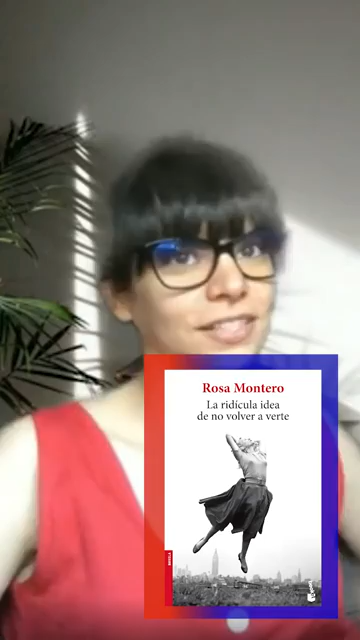 Rosa Montero
La ridícula idea
de no volver a verte